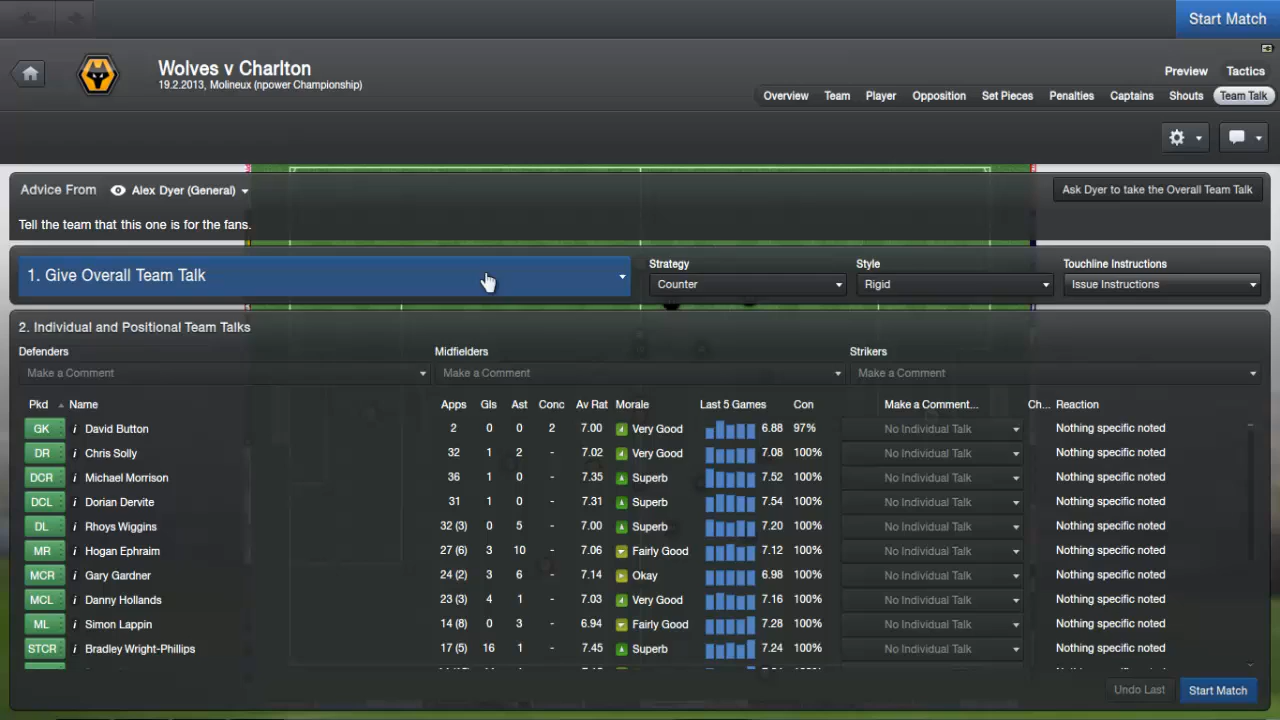 Start Match
Wolves v Charlton
19.2.2013, Molineux (npower Championship)
Preview Tactics
Overview Team Player Opposition Set Pieces Penalties Captains Shouts Team Talk
Advice From Alex Dyer (General) Ask Dyer to take the Overall Team Talk
Tell the team that this one is for the fans.
1. Give Overall Team Talk
Strategy Style Touchline Instructions
Counter Rigid Issue Instructions
2. Individual and Positional Team Talks
Defenders Midfielders Strikers
Make a Comment Make a Comment Make a Comment
Pkd Name Apps Gls Ast Conc Av Rat Morale Last 5 Games Con Make a Comment... Ch... Reaction
GK i David Button 2 0 0 2 7.00 Very Good 6.88 97% No Individual Talk Nothing specific noted
DR i Chris Solly 32 1 2 - 7.02 Very Good 7.08 100% No Individual Talk Nothing specific noted
DCR i Michael Morrison 36 1 0 - 7.35 Superb 7.52 100% No Individual Talk Nothing specific noted
DCL i Dorian Dervite 31 1 0 - 7.31 Superb 7.54 100% No Individual Talk Nothing specific noted
DL i Rhoys Wiggins 32 (3) 0 5 - 7.00 Superb 7.20 100% No Individual Talk Nothing specific noted
MR i Hogan Ephraim 27 (6) 3 10 - 7.06 Fairly Good 7.12 100% No Individual Talk Nothing specific noted
MCR i Gary Gardner 24 (2) 3 6 - 7.14 Okay 6.98 100% No Individual Talk Nothing specific noted
MCL i Danny Hollands 23 (3) 4 1 - 7.03 Very Good 7.16 100% No Individual Talk Nothing specific noted
ML i Simon Lappin 14 (8) 0 3 - 6.94 Fairly Good 7.28 100% No Individual Talk Nothing specific noted
STCR i Bradley Wright-Phillips 17 (5) 16 1 - 7.45 Superb 7.24 100% No Individual Talk Nothing specific noted
Undo Last Start Match